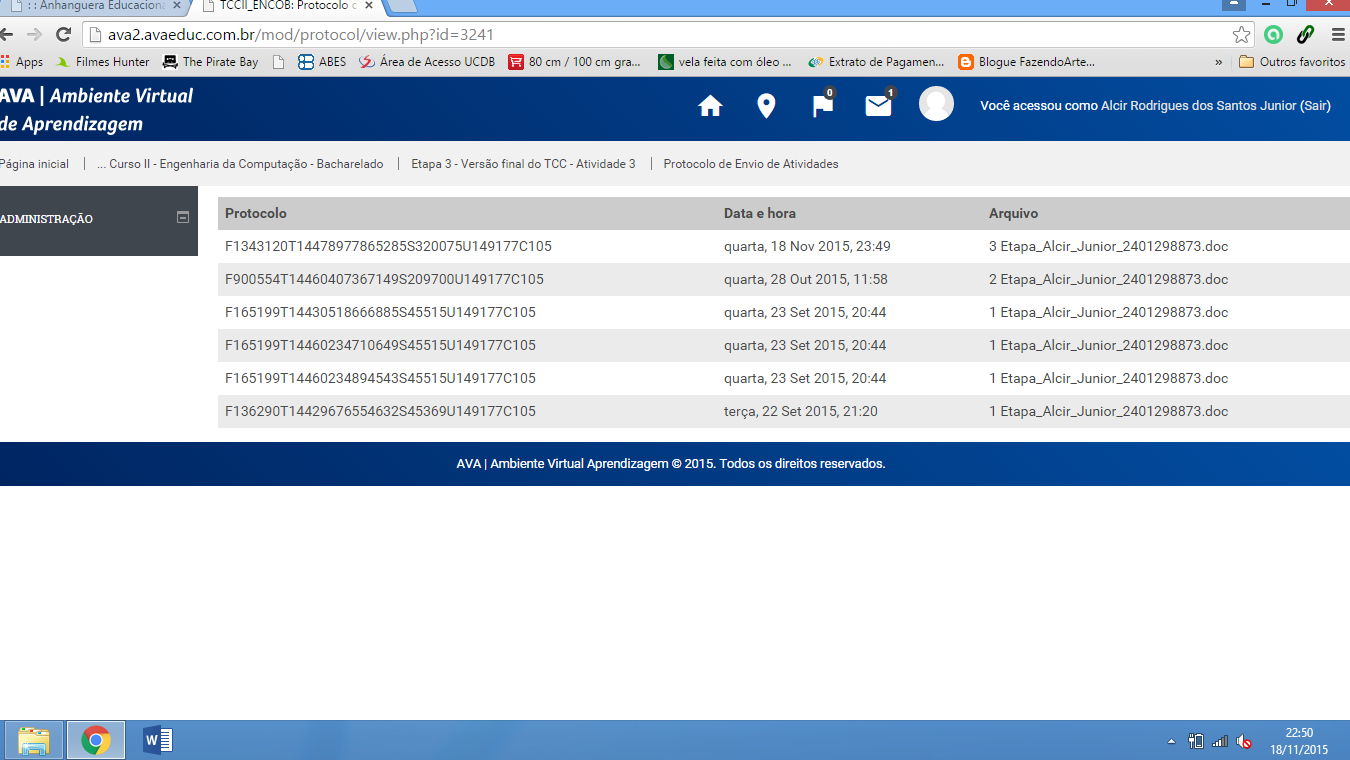 : : Anhanguera Educaciona
TCCII_ENCOB: Protocolo d
ava2.avaeduc.com.br/mod/protocol/view.php?id=3241
Apps Filmes Hunter The Pirate Bay ABES Área de Acesso UCDB 80 cm / 100 cm gra... vela feita com óleo ... Extrato de Pagamen... Blogue FazendoArte... » Outros favoritos
AVA | Ambiente Virtual
de Aprendizagem
0
1
Você acessou como Alcir Rodrigues dos Santos Junior (Sair)
Página inicial | ... Curso II - Engenharia da Computação - Bacharelado | Etapa 3 - Versão final do TCC - Atividade 3 | Protocolo de Envio de Atividades
ADMINISTRAÇÃO
Protocolo Data e hora Arquivo
F1343120T14478977865285S320075U149177C105 quarta, 18 Nov 2015, 23:49 3 Etapa_Alcir_Junior_2401298873.doc
F900554T14460407367149S209700U149177C105 quarta, 28 Out 2015, 11:58 2 Etapa_Alcir_Junior_2401298873.doc
F165199T14430518666885S45515U149177C105 quarta, 23 Set 2015, 20:44 1 Etapa_Alcir_Junior_2401298873.doc
F165199T14460234710649S45515U149177C105 quarta, 23 Set 2015, 20:44 1 Etapa_Alcir_Junior_2401298873.doc
F165199T14460234894543S45515U149177C105 quarta, 23 Set 2015, 20:44 1 Etapa_Alcir_Junior_2401298873.doc
F136290T14429676554632S45369U149177C105 terça, 22 Set 2015, 21:20 1 Etapa_Alcir_Junior_2401298873.doc
AVA | Ambiente Virtual Aprendizagem © 2015. Todos os direitos reservados.
22:50
18/11/2015